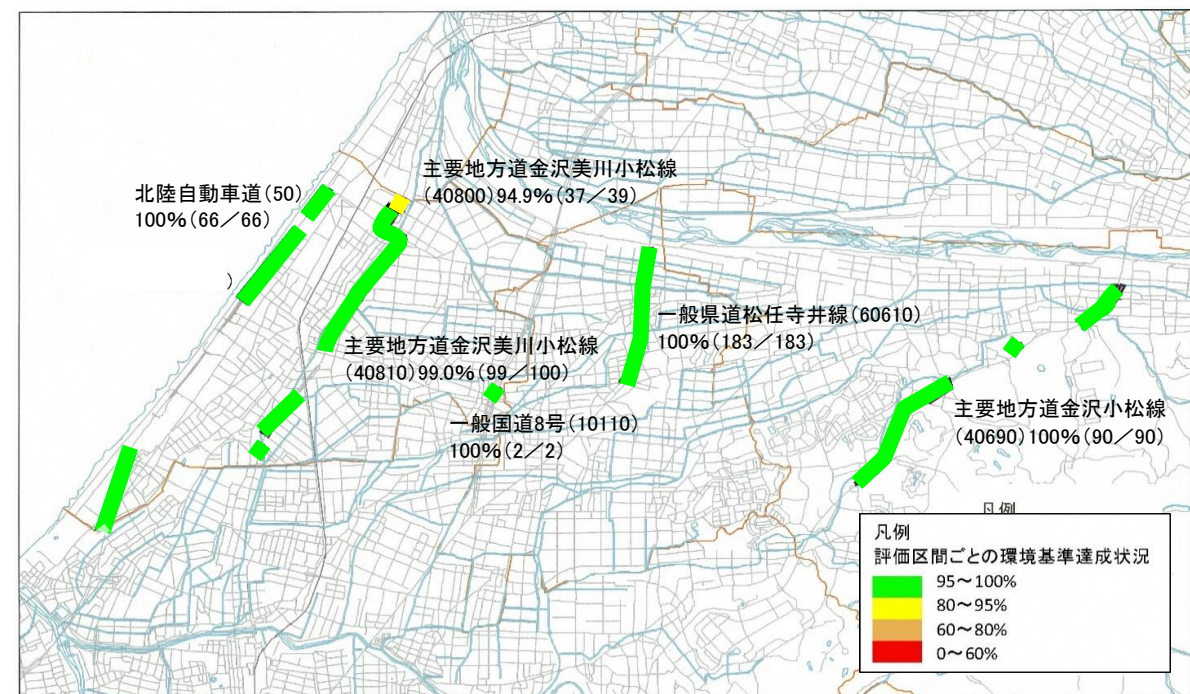 主要地方道金沢美川小松線
(40800)94.9%(37／39)
北陸自動車道(50)
100%(66／66)
)
一般県道松任寺井線(60610)
100%(183／183)
主要地方道金沢美川小松線
(40810)99.0%(99／100)
一般国道8号(10110)
100%(2／2)
主要地方道金沢小松線
(40690)100%(90／90)
凡例
凡例
評価区間ごとの環境基準達成状況
95～100%
80～95%
60～80%
0～60%